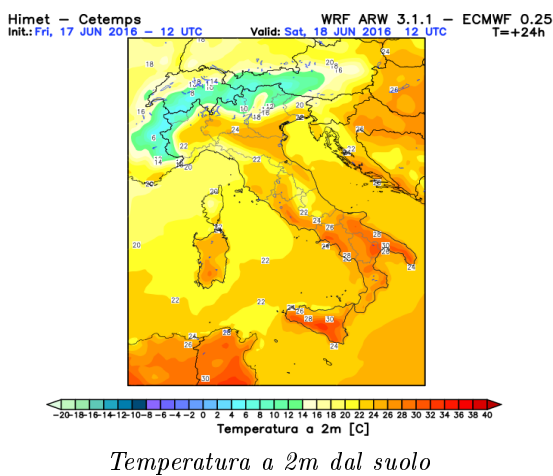 Himet – Cetemps WRF ARW 3.1.1 – ECMWF 0.25
Init.: Fri, 17 JUN 2016 – 12 UTC Valid: Sat, 18 JUN 2016 12 UTC T=+24h
-20 -18 -16 -14 -12 -10 -8 -6 -4 -2 0 2 4 6 8 10 12 14 16 18 20 22 24 26 28 30 32 34 36 38 40
Temperatura a 2m [C]
Temperatura a 2m dal suolo